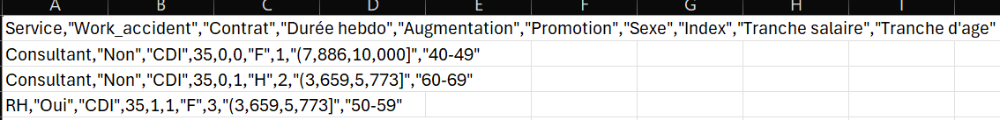 A B C D E F G H I
Service,"Work_accident","Contrat","Durée hebdo","Augmentation","Promotion","Sexe","Index","Tranche salaire","Tranche d'age"
Consultant,"Non","CDI",35,0,0,"F",1,"(7,886,10,000]","40-49"
Consultant,"Non","CDI",35,0,1,"H",2,"(3,659,5,773]","60-69"
RH,"Oui","CDI",35,1,1,"F",3,"(3,659,5,773]","50-59"